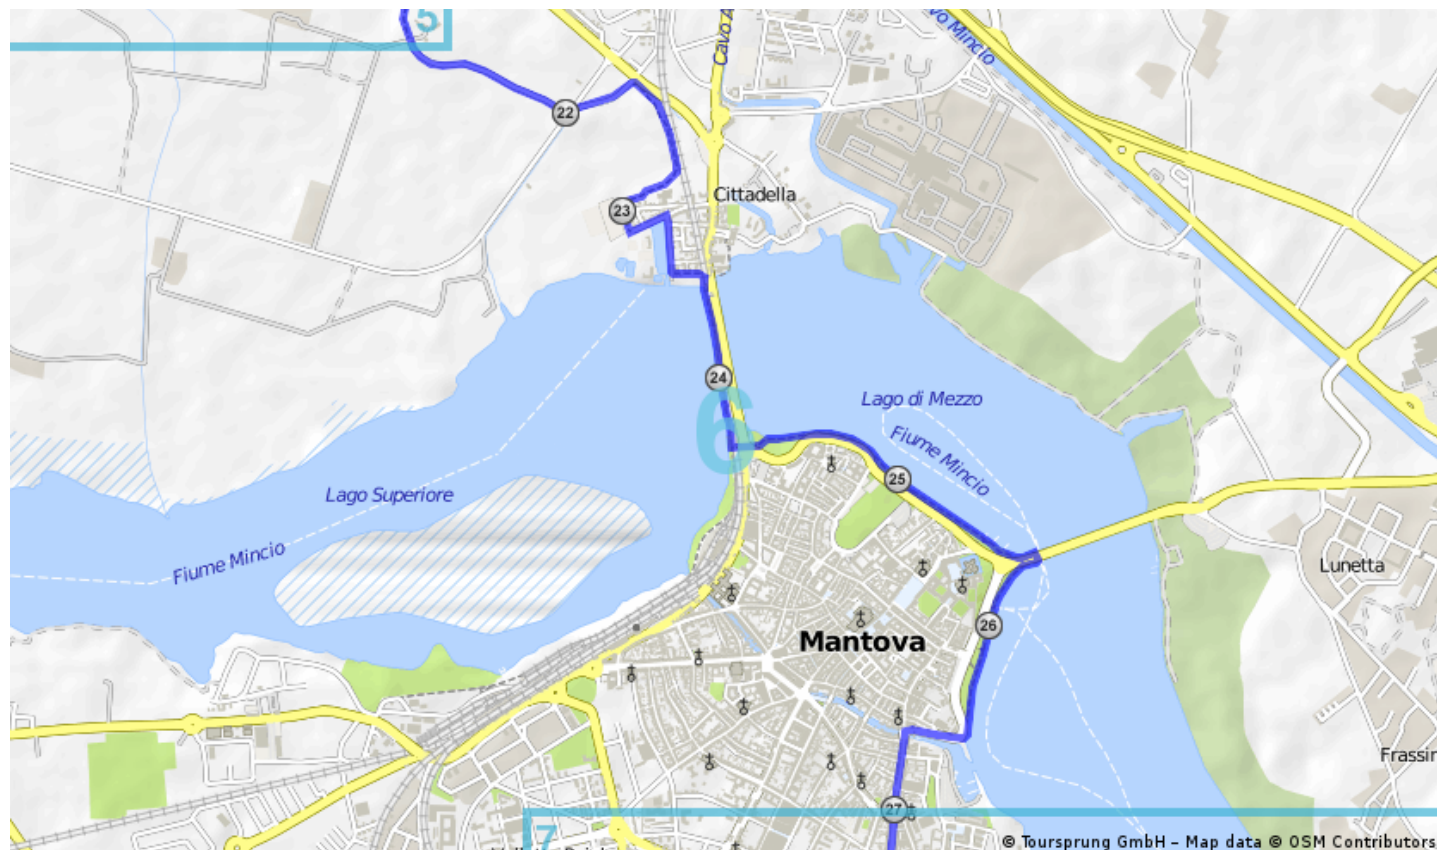 5
Cavo A
vo Mincio
22
Cittadella
23
24
6
Lago di Mezzo
Fiume Mincio
25
Lago Superiore
Fiume Mincio
Lunetta
26
Mantova
Frassin
27
7
© Toursprung GmbH – Map data © OSM Contributors